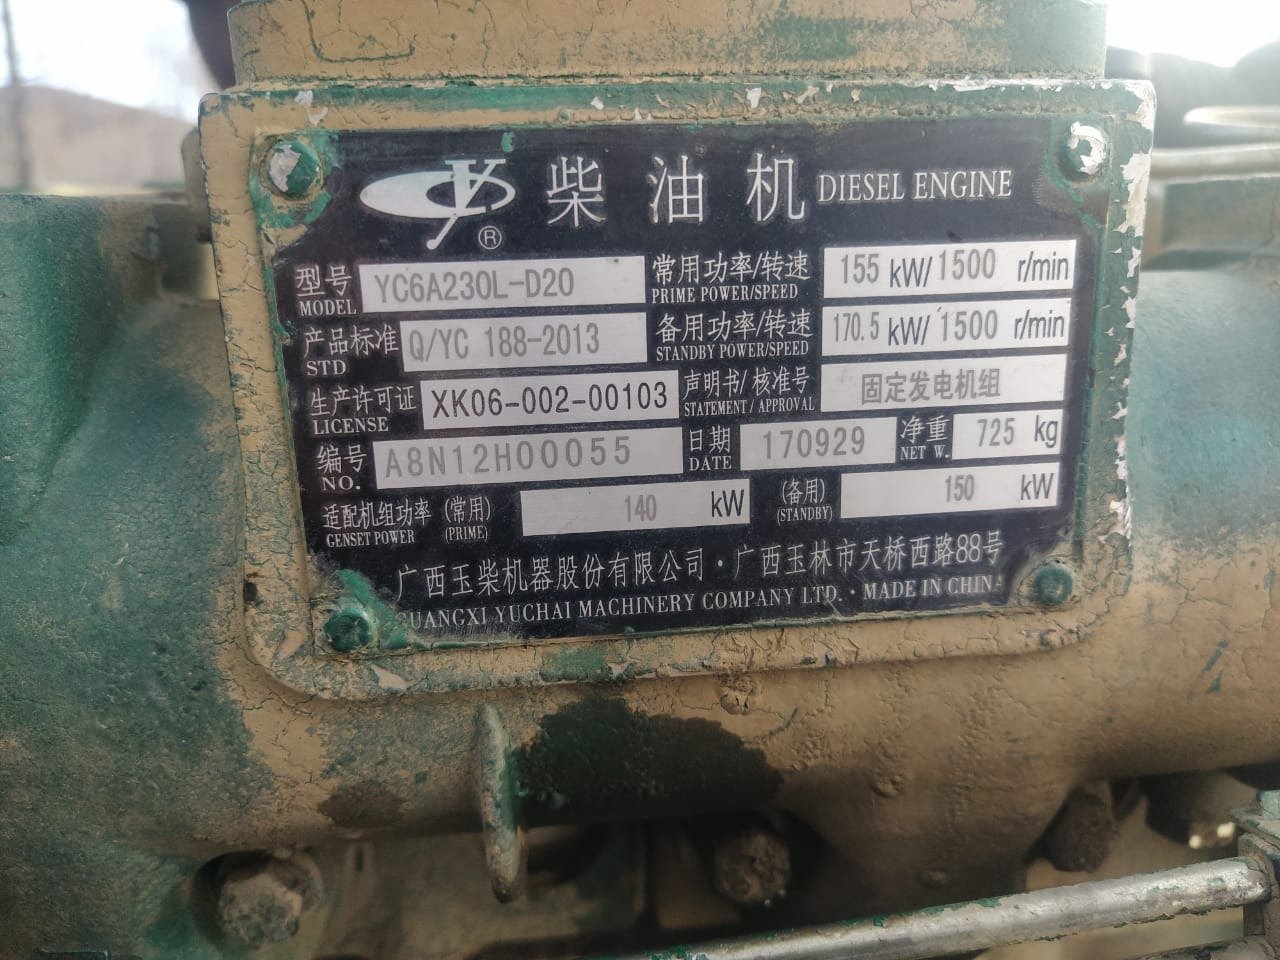 柴油机 DIESEL ENGINE
®
型号 MODEL YC6A230L-D20
常用功率/转速 PRIME POWER/SPEED 155 kW/1500 r/min
产品标准 STD Q/YC 188-2013
备用功率/转速 STANDBY POWER/SPEED 170.5 kW/1500 r/min
生产许可证 LICENSE XK06-002-00103
声明书/核准号 STATEMENT/APPROVAL 固定发电机组
编号 NO. A8N12H00055
日期 DATE 170929
净重 NET W. 725 kg
适配机组功率 GENSET POWER (常用) (PRIME) 140 kW
(备用) (STANDBY) 150 kW
广西玉柴机器股份有限公司·广西玉林市天桥西路88号
GUANGXI YUCHAI MACHINERY COMPANY LTD. · MADE IN CHINA